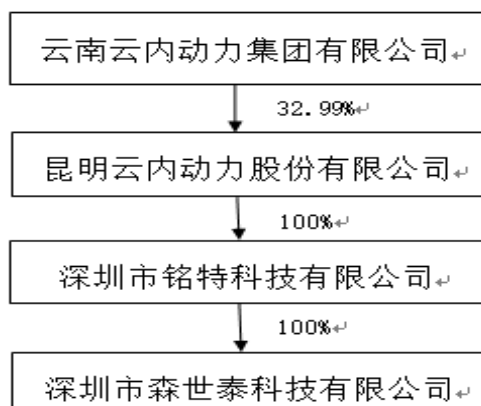 云南云内动力集团有限公司
32.99%
昆明云内动力股份有限公司
100%
深圳市铭特科技有限公司
100%
深圳市森世泰科技有限公司